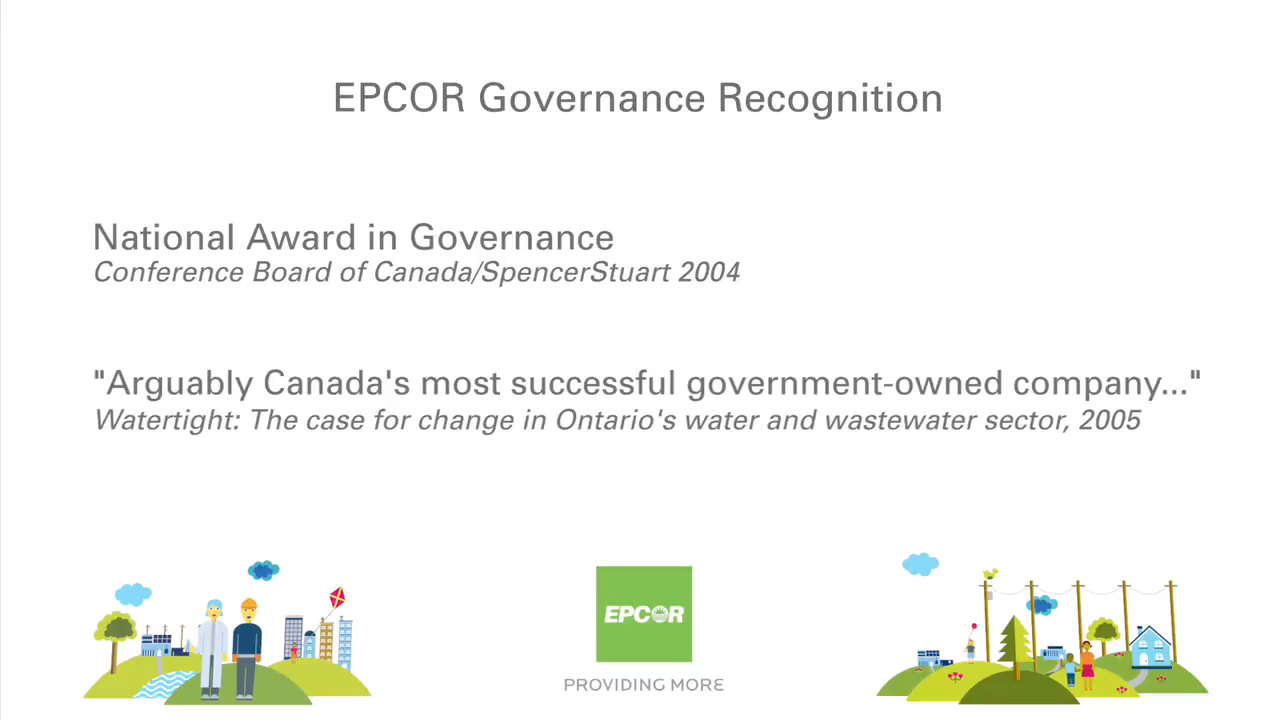 EPCOR Governance Recognition
National Award in Governance
Conference Board of Canada/SpencerStuart 2004
"Arguably Canada's most successful government-owned company..."
Watertight: The case for change in Ontario's water and wastewater sector, 2005
EPCOR
PROVIDING MORE